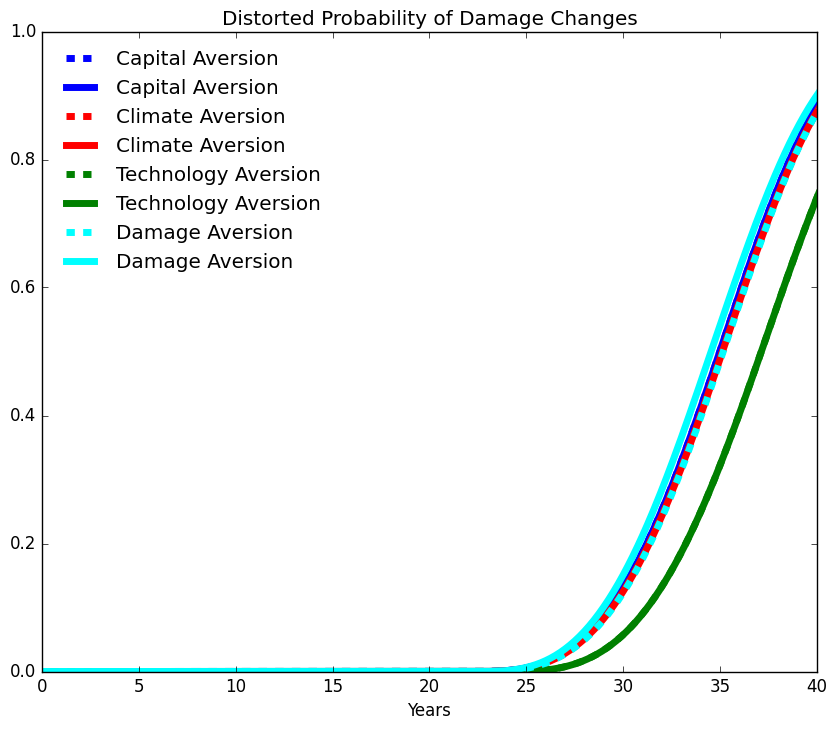 Distorted Probability of Damage Changes
1.0
Capital Aversion
Capital Aversion
Climate Aversion
Climate Aversion
Technology Aversion
Technology Aversion
Damage Aversion
Damage Aversion
0.8
0.6
0.4
0.2
0.0
0 5 10 15 20 25 30 35 40
Years